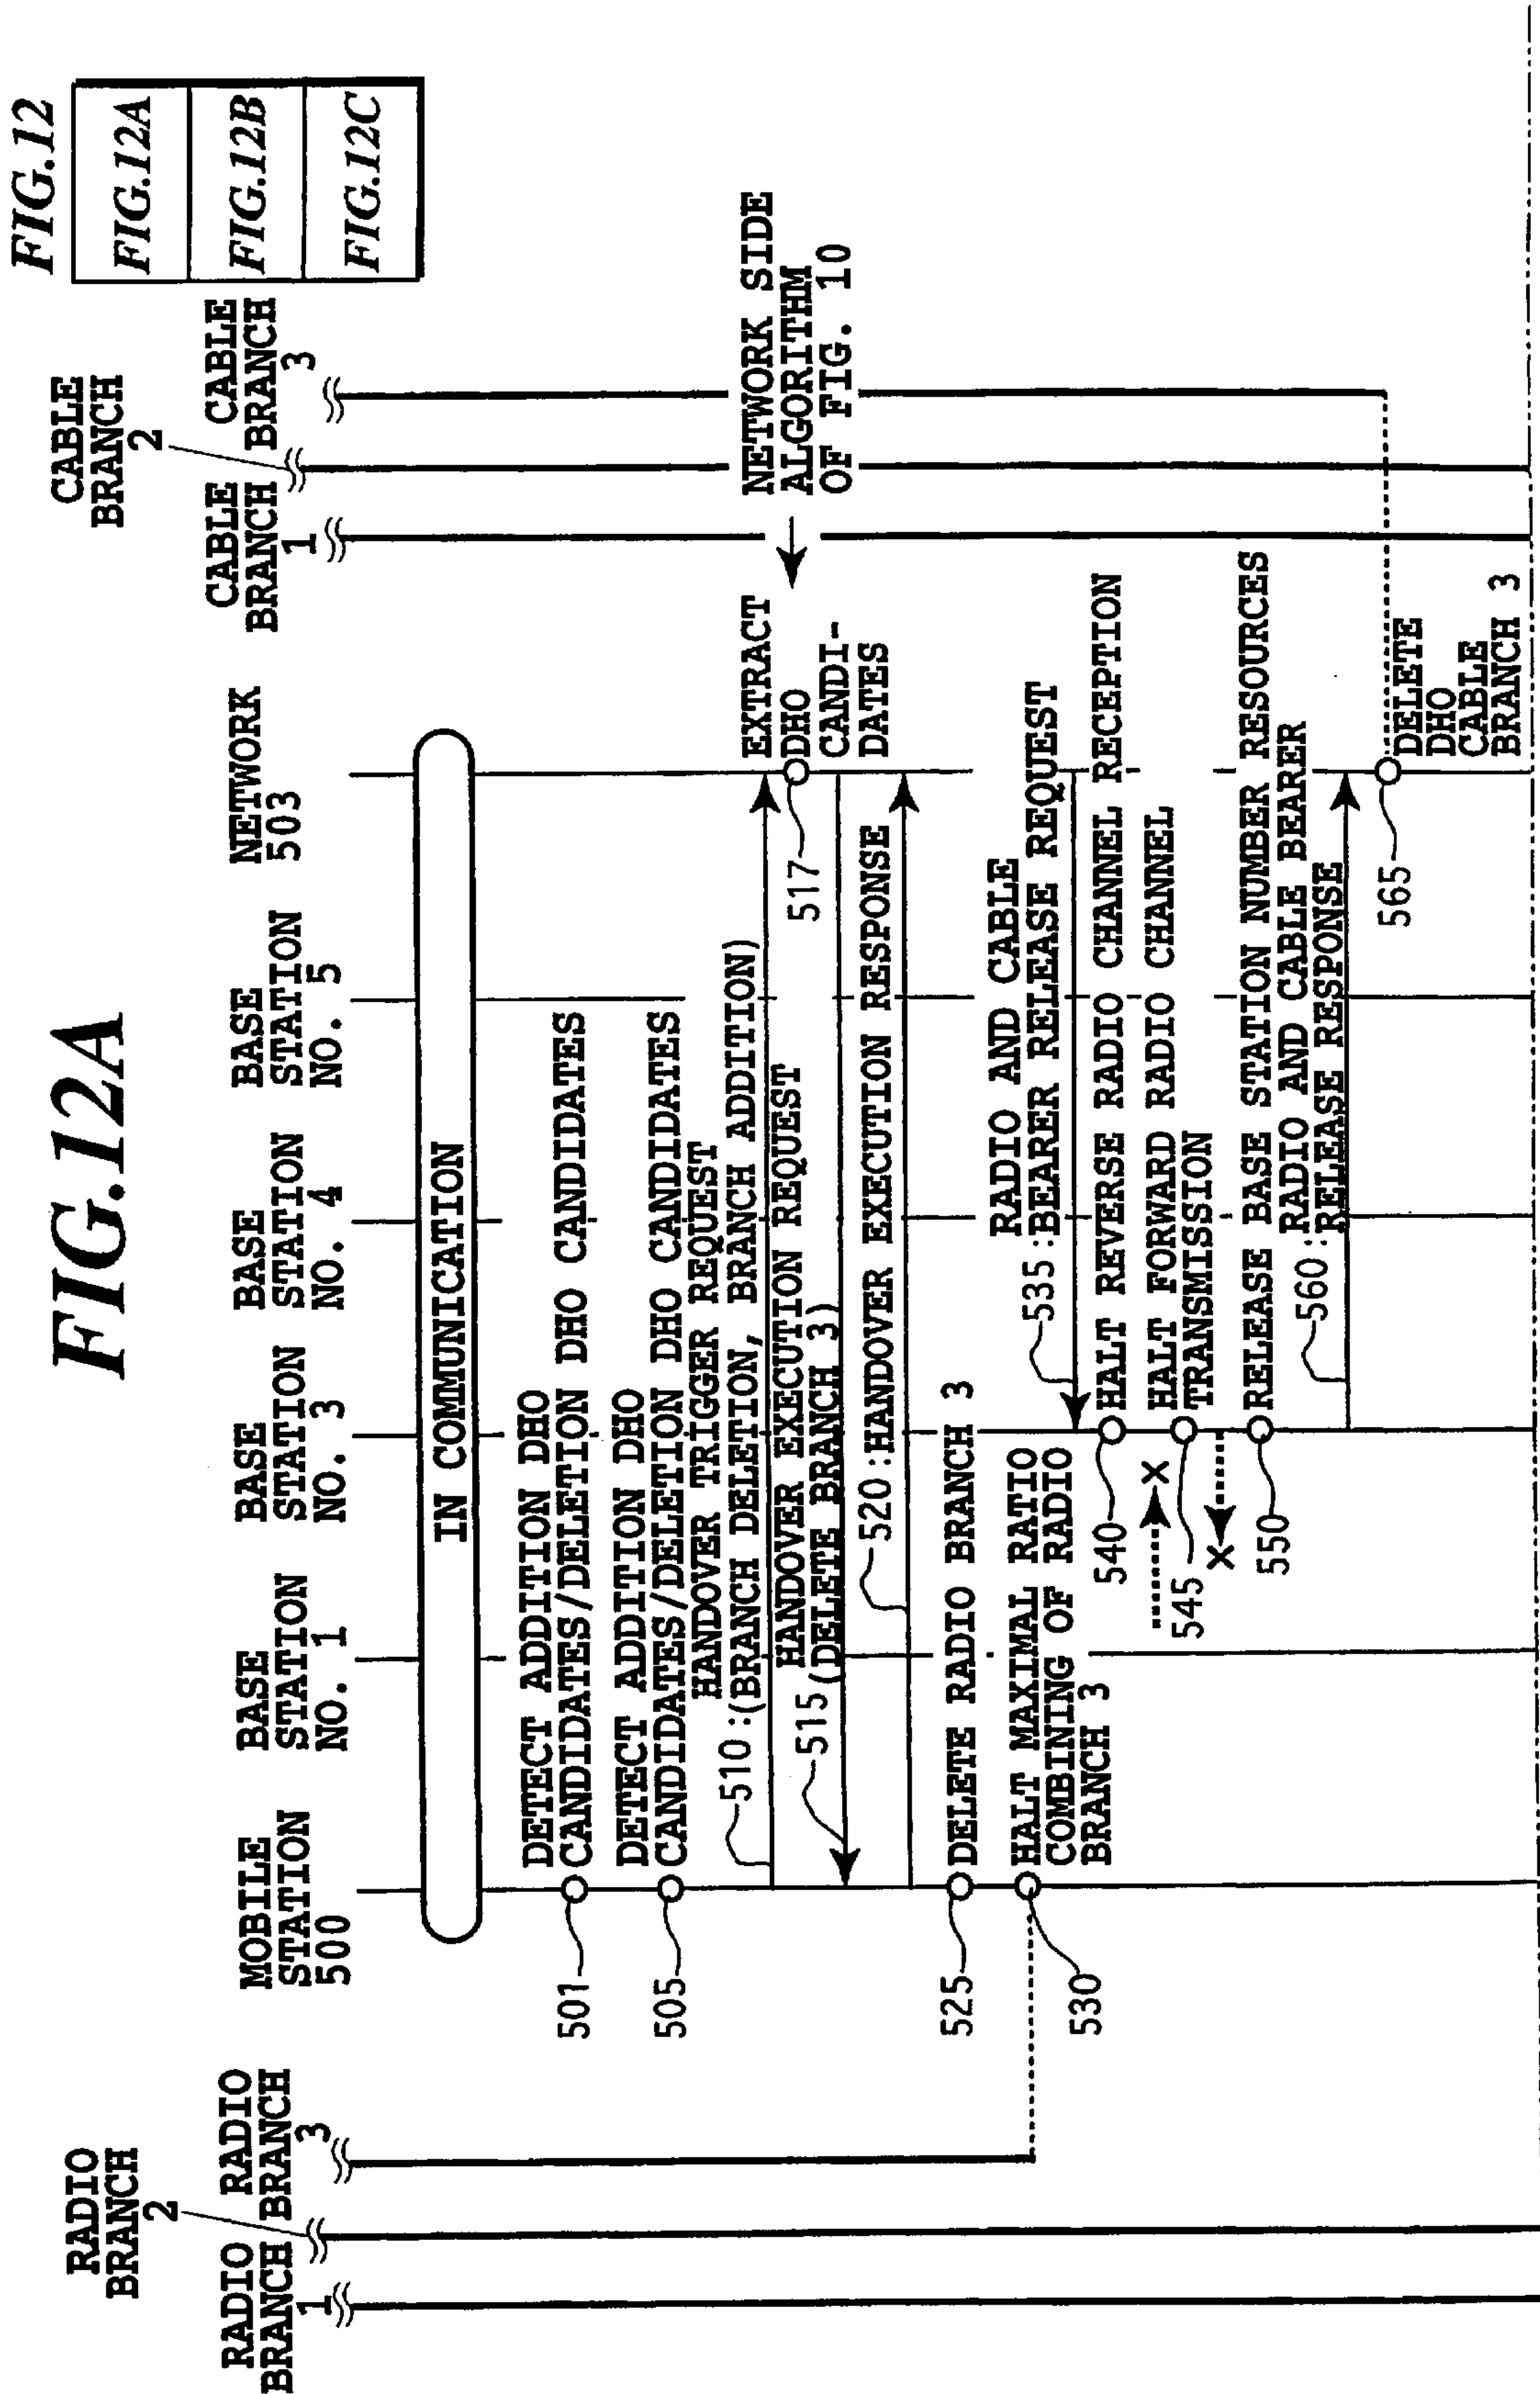 FIG.12A
FIG.12
FIG.12A
FIG.12B
FIG.12C
RADIO
BRANCH
2
RADIO
BRANCH
1
RADIO
BRANCH
3
MOBILE
STATION
500
BASE
STATION
NO. 1
BASE
STATION
NO. 3
BASE
STATION
NO. 4
BASE
STATION
NO. 5
NETWORK
503
CABLE
BRANCH
2
CABLE
BRANCH
1
CABLE
BRANCH
3
IN COMMUNICATION
501
DETECT ADDITION DHO
CANDIDATES/DELETION DHO CANDIDATES
505
DETECT ADDITION DHO
CANDIDATES/DELETION DHO CANDIDATES
HANDOVER TRIGGER REQUEST
510:(BRANCH DELETION, BRANCH ADDITION)
EXTRACT
DHO
CANDI-
DATES
517
NETWORK SIDE
ALGORITHM
OF FIG. 10
HANDOVER EXECUTION REQUEST
515 (DELETE BRANCH 3)
520:HANDOVER EXECUTION RESPONSE
525
DELETE RADIO BRANCH 3
530
HALT MAXIMAL RATIO
COMBINING OF RADIO
BRANCH 3
RADIO AND CABLE
535:BEARER RELEASE REQUEST
540
HALT REVERSE RADIO CHANNEL RECEPTION
X
545
HALT FORWARD RADIO CHANNEL
TRANSMISSION
X
550
RELEASE BASE STATION NUMBER RESOURCES
RADIO AND CABLE BEARER
560:RELEASE RESPONSE
565
DELETE
DHO
CABLE
BRANCH 3